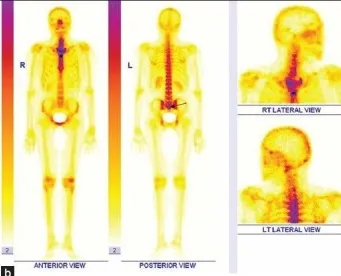 R
L
RT LATERAL VIEW
LT LATERAL VIEW
2
2
ANTERIOR VIEW
POSTERIOR VIEW
b